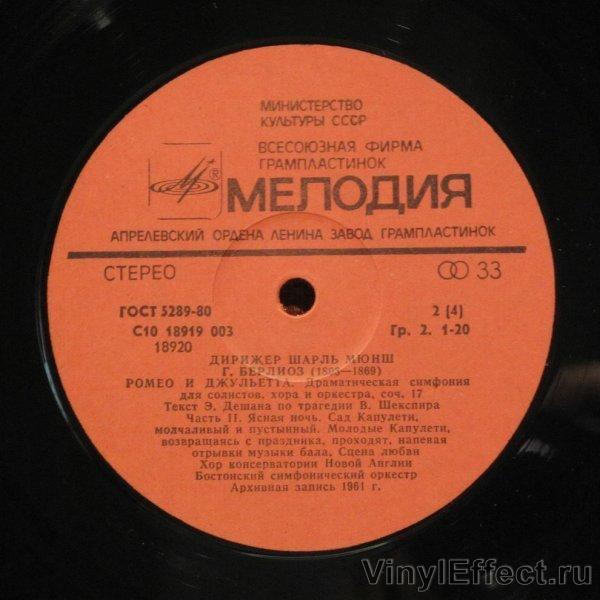 МИНИСТЕРСТВО
КУЛЬТУРЫ СССР
ВСЕСОЮЗНАЯ ФИРМА
ГРАМПЛАСТИНОК
®
МЕЛОДИЯ
АПРЕЛЕВСКИЙ ОРДЕНА ЛЕНИНА ЗАВОД ГРАМПЛАСТИНОК
СТЕРЕО 33
ГОСТ 5289-80 2 (4)
С10 18919 003 Гр. 2. 1-20
18920
ДИРИЖЕР ШАРЛЬ МЮНШ
Г. БЕРЛИОЗ (1803—1869)
РОМЕО И ДЖУЛЬЕТТА. Драматическая симфония
для солистов, хора и оркестра, соч. 17
Текст Э. Дешана по трагедии В. Шекспира
Часть II. Ясная ночь. Сад Капулети,
молчаливый и пустынный. Молодые Капулети,
возвращаясь с праздника, проходят, напевая
отрывки музыки бала, Сцена любви
Хор консерватории Новой Англии
Бостонский симфонический оркестр
Архивная запись 1961 г.
VinylEffect.ru